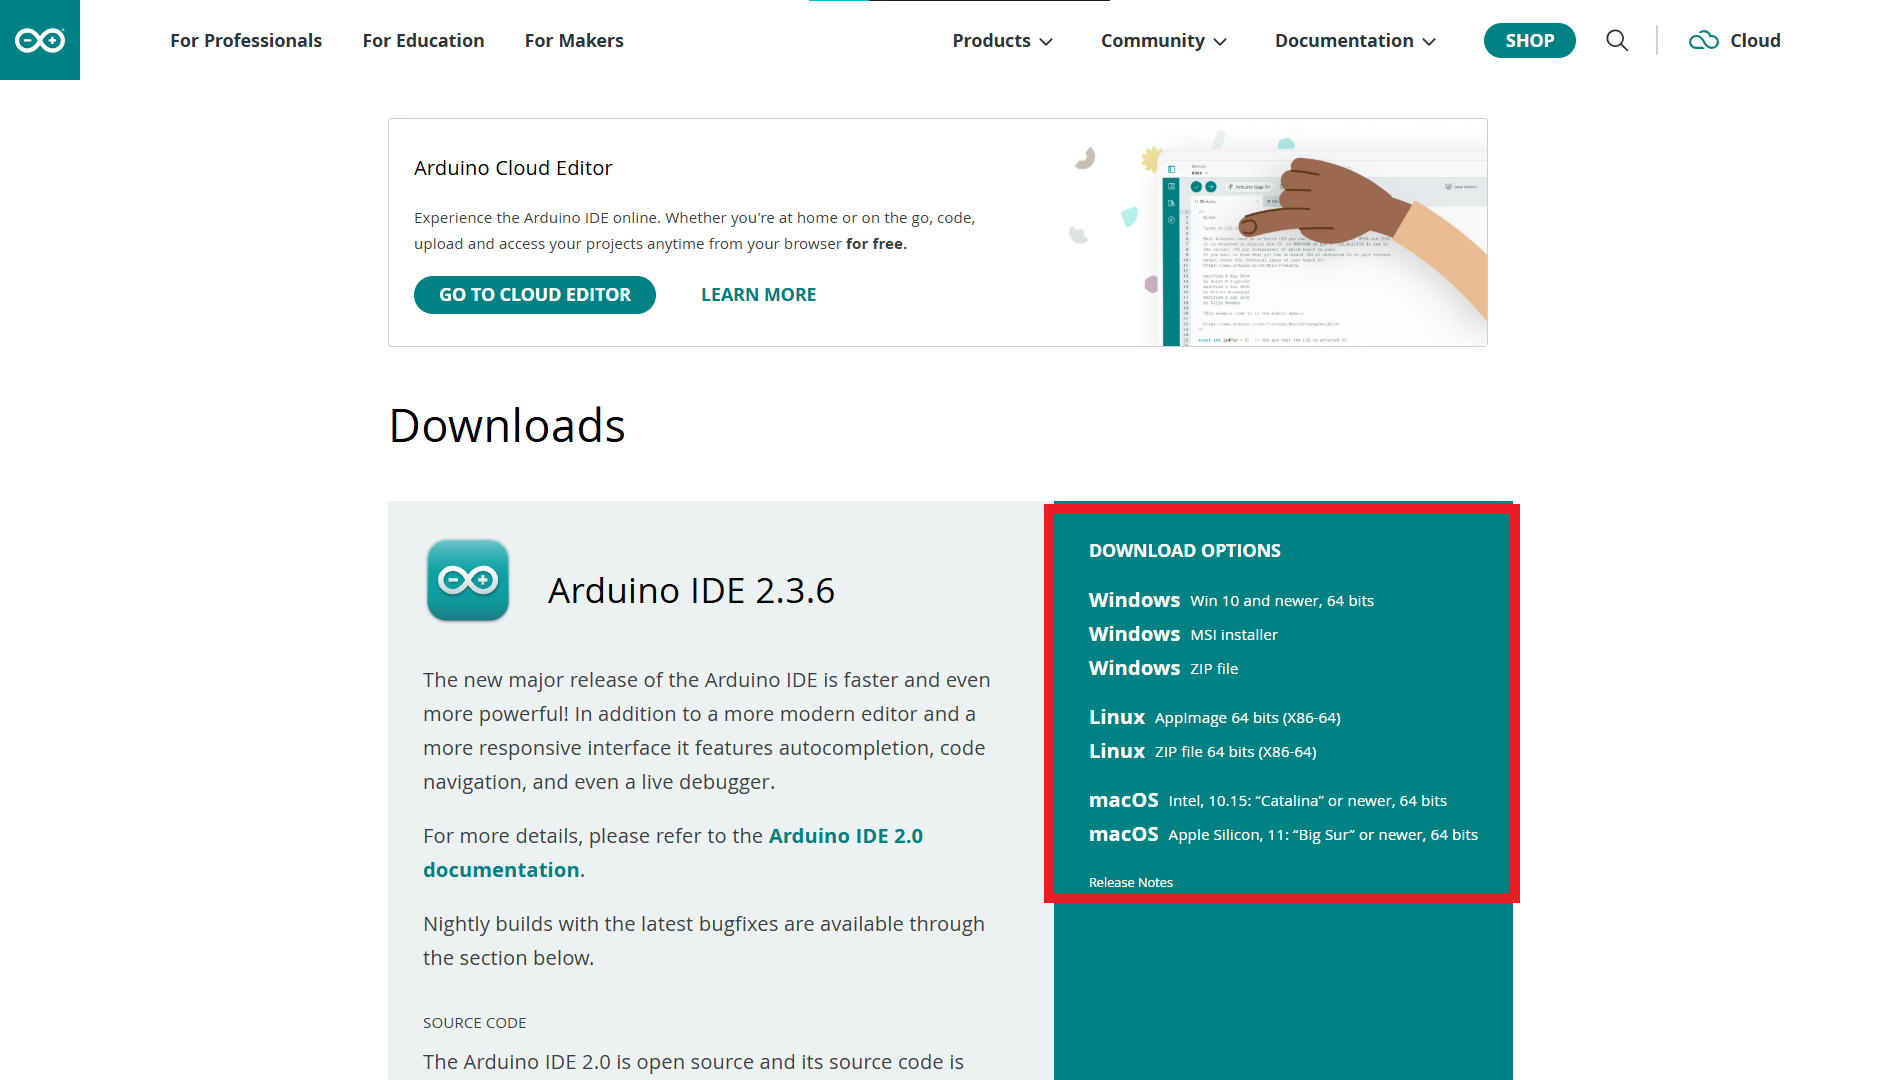 For Professionals
For Education
For Makers
Products
Community
Documentation
SHOP
Cloud
Arduino Cloud Editor
Experience the Arduino IDE online. Whether you're at home or on the go, code,
upload and access your projects anytime from your browser for free.
GO TO CLOUD EDITOR
LEARN MORE
Downloads
Arduino IDE 2.3.6
The new major release of the Arduino IDE is faster and even
more powerful! In addition to a more modern editor and a
more responsive interface it features autocompletion, code
navigation, and even a live debugger.
For more details, please refer to the Arduino IDE 2.0
documentation.
Nightly builds with the latest bugfixes are available through
the section below.
SOURCE CODE
The Arduino IDE 2.0 is open source and its source code is
DOWNLOAD OPTIONS
Windows Win 10 and newer, 64 bits
Windows MSI installer
Windows ZIP file
Linux AppImage 64 bits (X86-64)
Linux ZIP file 64 bits (X86-64)
macOS Intel, 10.15: “Catalina” or newer, 64 bits
macOS Apple Silicon, 11: “Big Sur” or newer, 64 bits
Release Notes